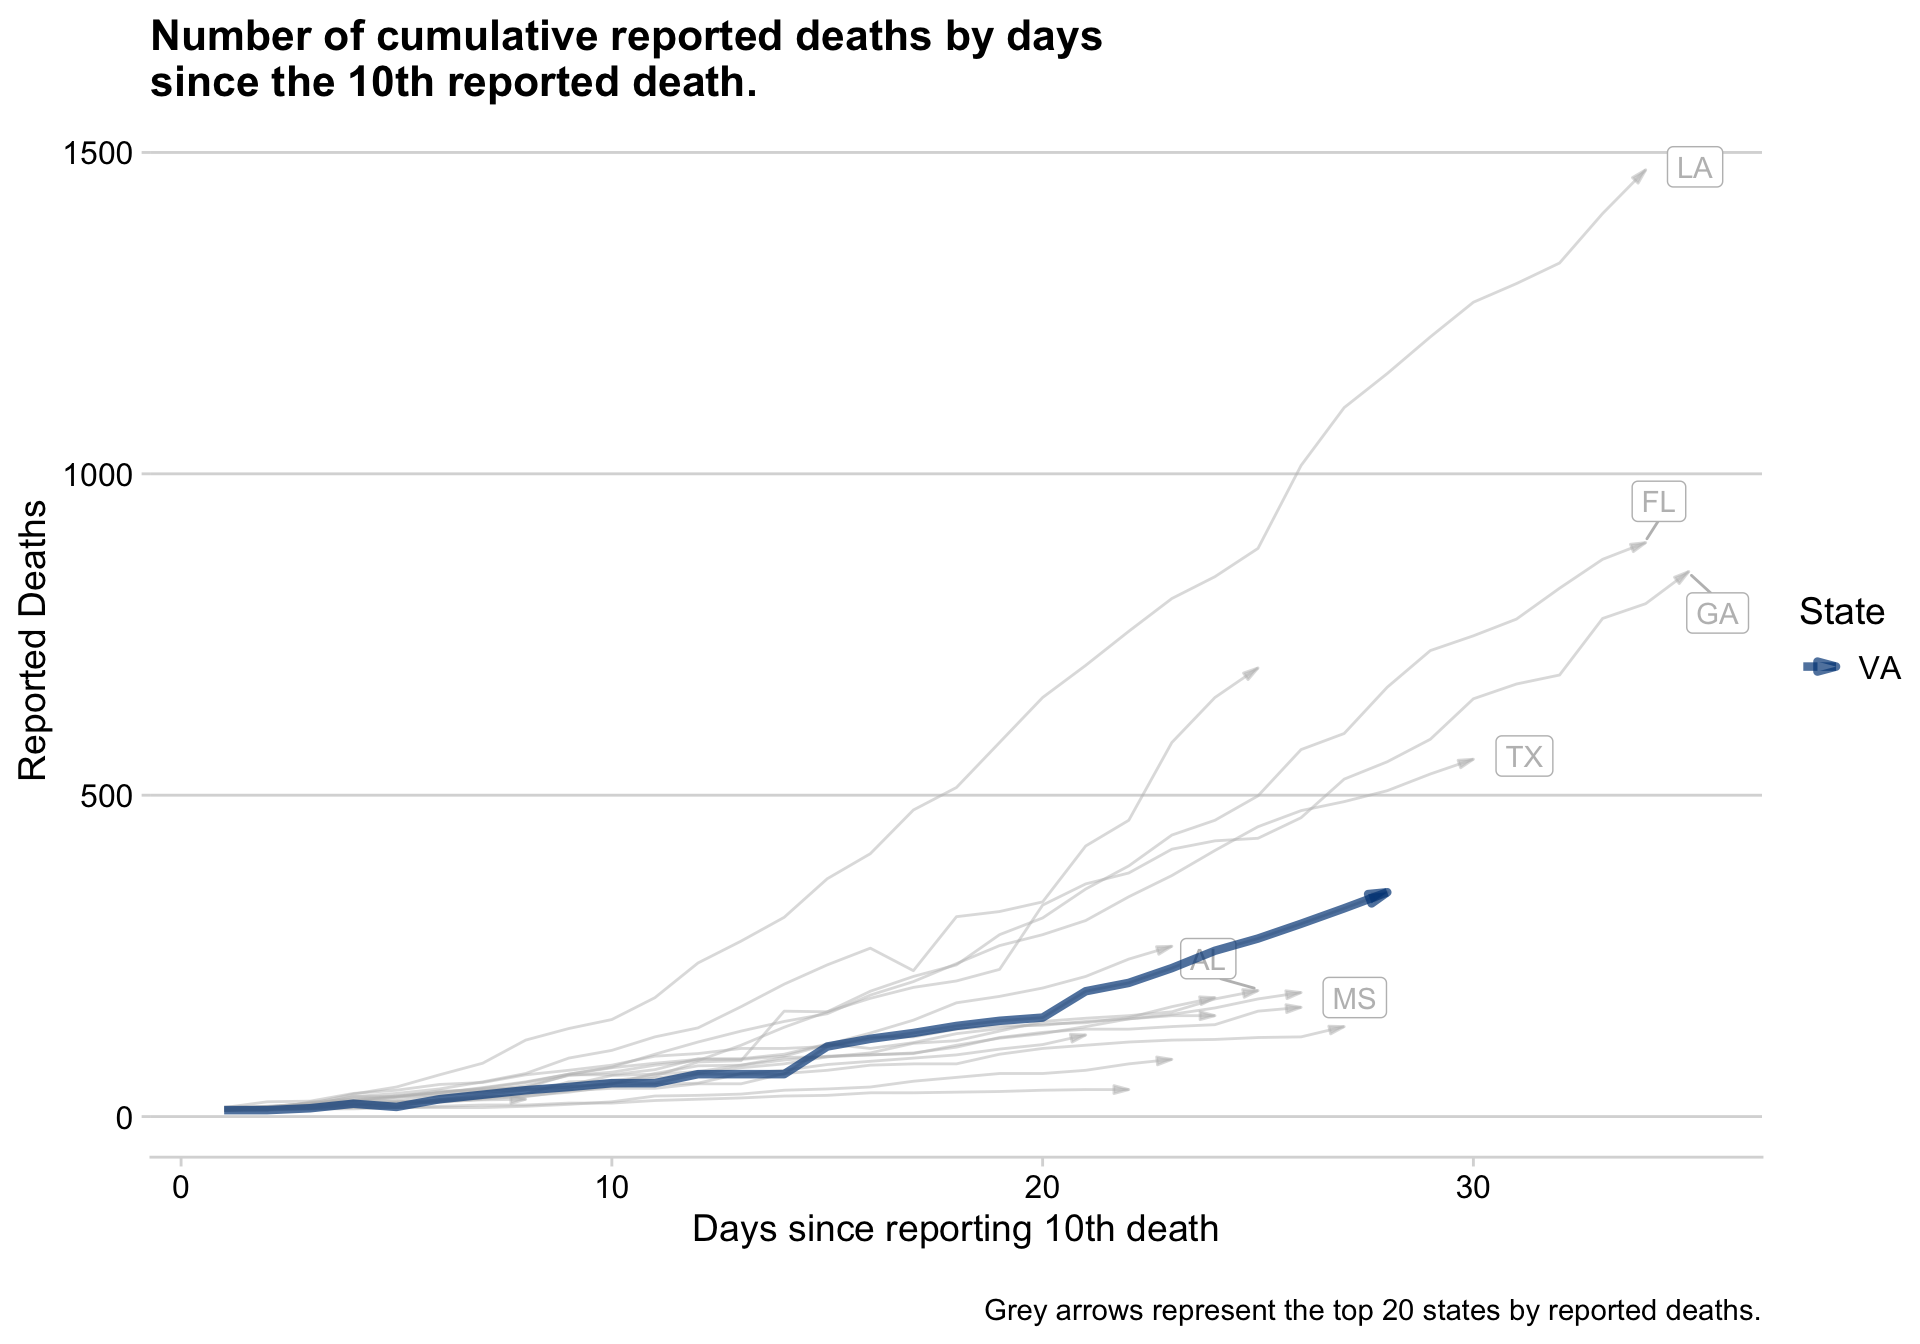 Number of cumulative reported deaths by days
since the 10th reported death.
1500
LA
1000
FL
GA
State
VA
TX
500
AL
MS
0
Reported Deaths
0 10 20 30
Days since reporting 10th death
Grey arrows represent the top 20 states by reported deaths.